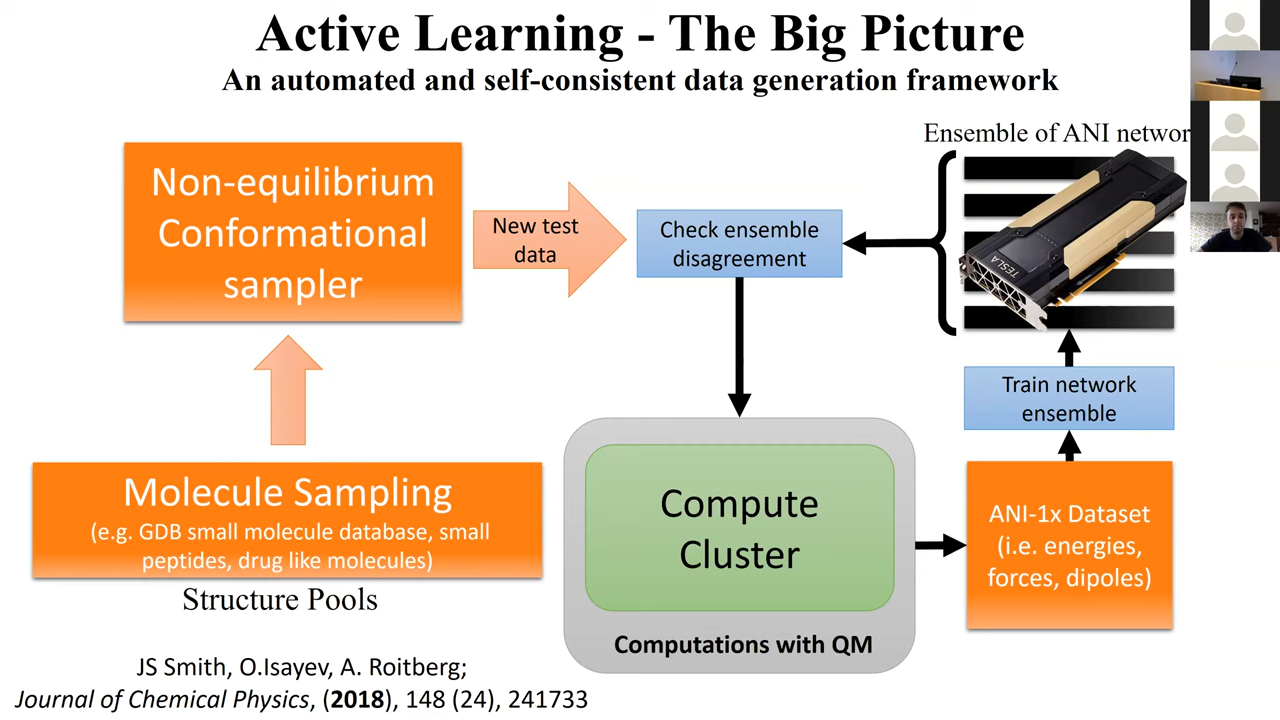 Active Learning - The Big Picture
An automated and self-consistent data generation framework
Ensemble of ANI networ
Non-equilibrium
Conformational
sampler
New test
data
Check ensemble
disagreement
TESLA
Train network
ensemble
Molecule Sampling
(e.g. GDB small molecule database, small
peptides, drug like molecules)
Structure Pools
Compute
Cluster
Computations with QM
ANI-1x Dataset
(i.e. energies,
forces, dipoles)
JS Smith, O.Isayev, A. Roitberg;
Journal of Chemical Physics, (2018), 148 (24), 241733